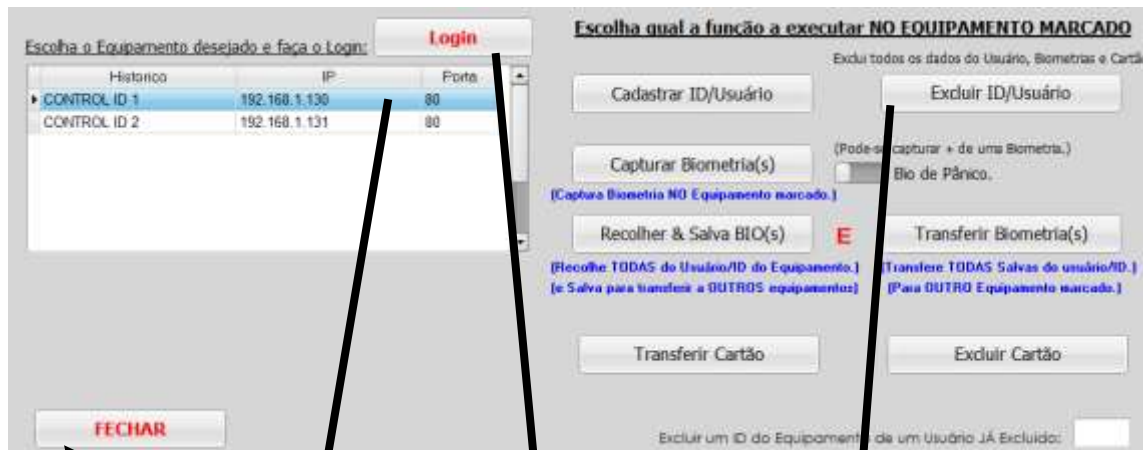 Escolha o Equipamento desejado e faça o Login:
Login
Historico IP Porta
CONTROL ID 1 192.168.1.130 80
CONTROL ID 2 192.168.1.131 80
FECHAR
Escolha qual a função a executar NO EQUIPAMENTO MARCADO
Exclui todos os dados do Usuário, Biometrias e Cartã
Cadastrar ID/Usuário
Excluir ID/Usuário
Capturar Biometria(s)
(Pode-se capturar + de uma Biometria.)
Bio de Pânico.
(Captura Biometria NO Equipamento marcado.)
Recolher & Salva BIO(s)
E
Transferir Biometria(s)
(Recolhe TODAS do Usuário/ID do Equipamento.)
(Transfere TODAS Salvas do usuário/ID.)
(e Salva para transferir a OUTROS equipamentos)
(Para OUTRO Equipamento marcado.)
Transferir Cartão
Excluir Cartão
Excluir um ID do Equipamento de um Usuário JÁ Excluido: